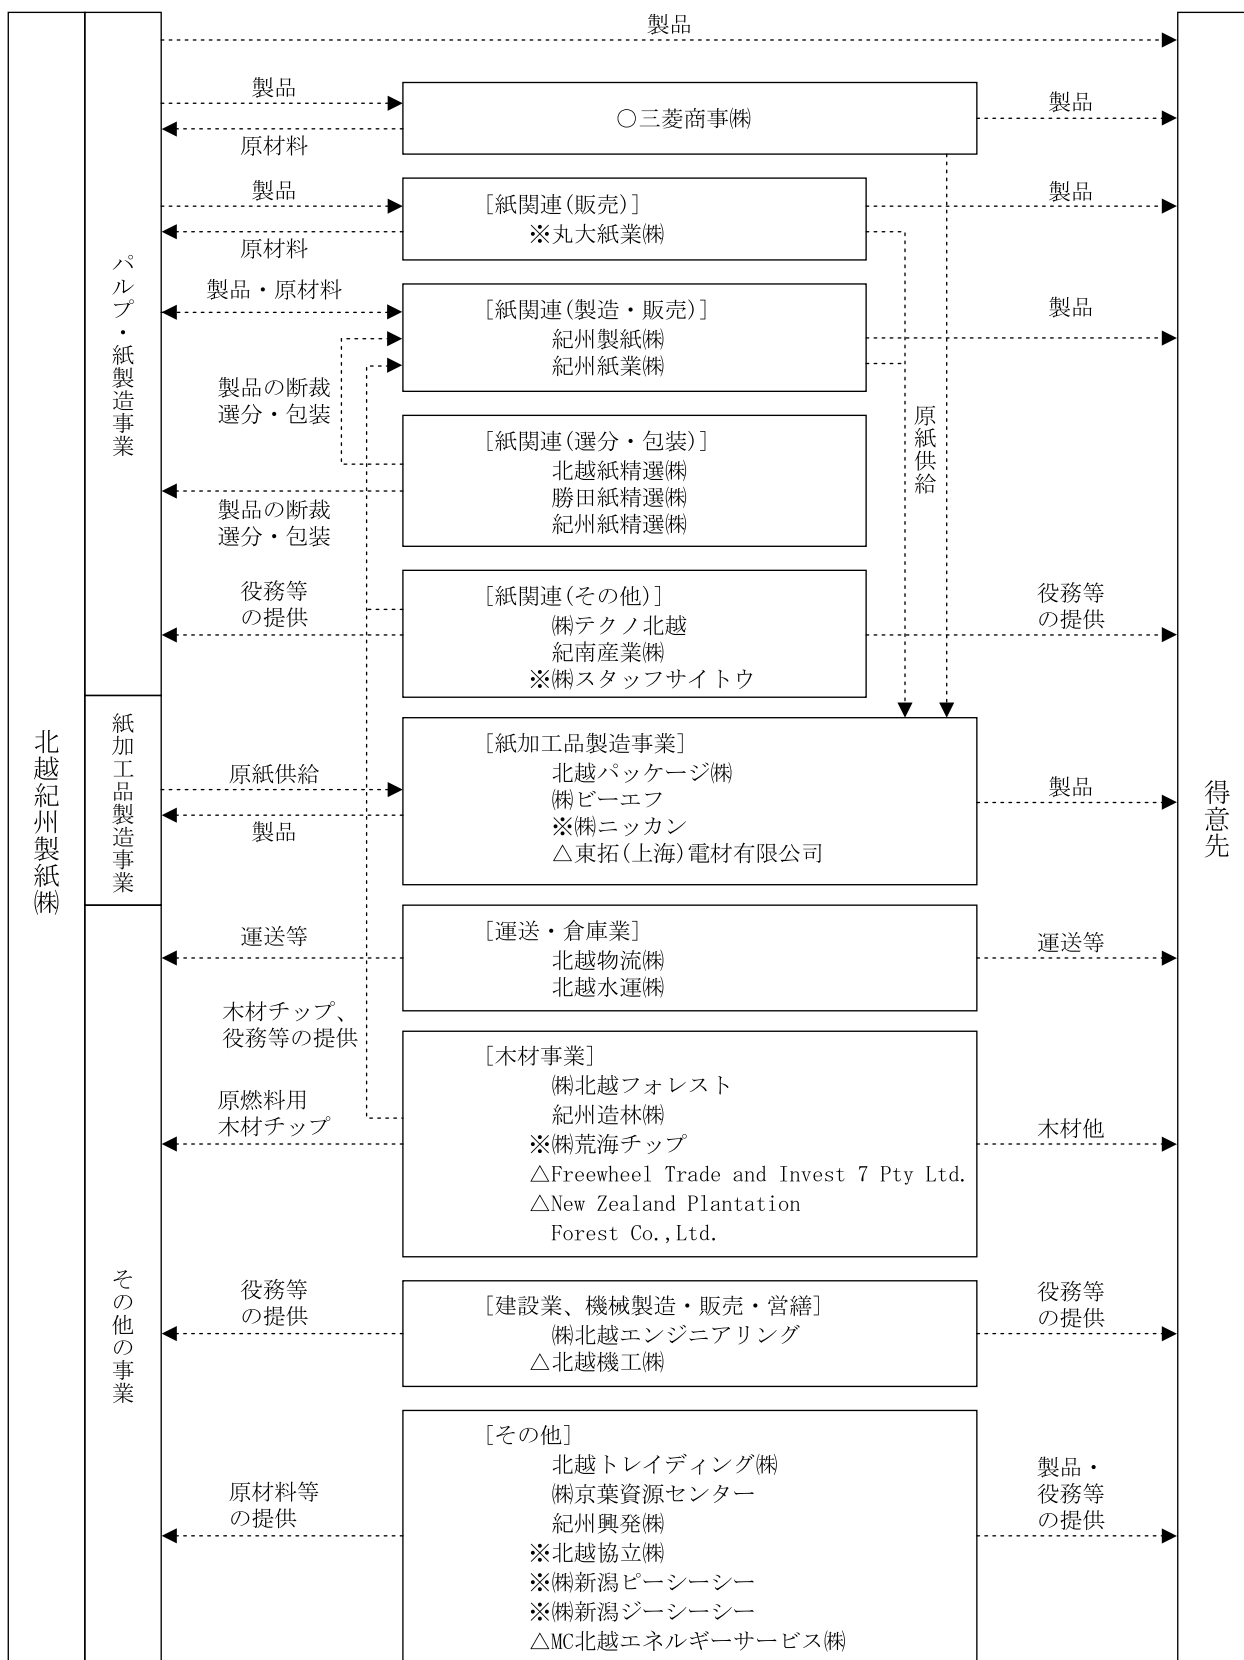 北越紀州製紙㈱
パルプ・紙製造事業
紙加工品製造事業
その他の事業
得意先
製品
製品
原材料
○三菱商事㈱
製品
製品
原材料
[紙関連(販売)]
※丸大紙業㈱
製品
製品・原材料
[紙関連(製造・販売)]
紀州製紙㈱
紀州紙業㈱
製品
製品の断裁
選分・包装
原紙供給
[紙関連(選分・包装)]
北越紙精選㈱
勝田紙精選㈱
紀州紙精選㈱
製品の断裁
選分・包装
役務等
の提供
[紙関連(その他)]
㈱テクノ北越
紀南産業㈱
※㈱スタッフサイトウ
役務等
の提供
原紙供給
製品
[紙加工品製造事業]
北越パッケージ㈱
㈱ビーエフ
※㈱ニッカン
△東拓(上海)電材有限公司
製品
運送等
[運送・倉庫業]
北越物流㈱
北越水運㈱
運送等
木材チップ、
役務等の提供
原燃料用
木材チップ
[木材事業]
㈱北越フォレスト
紀州造林㈱
※㈱荒海チップ
△Freewheel Trade and Invest 7 Pty Ltd.
△New Zealand Plantation
Forest Co.,Ltd.
木材他
役務等
の提供
[建設業、機械製造・販売・営繕]
㈱北越エンジニアリング
△北越機工㈱
役務等
の提供
原材料等
の提供
[その他]
北越トレイディング㈱
㈱京葉資源センター
紀州興発㈱
※北越協立㈱
※㈱新潟ピーシーシー
※㈱新潟ジーシーシー
△MC北越エネルギーサービス㈱
製品・
役務等
の提供